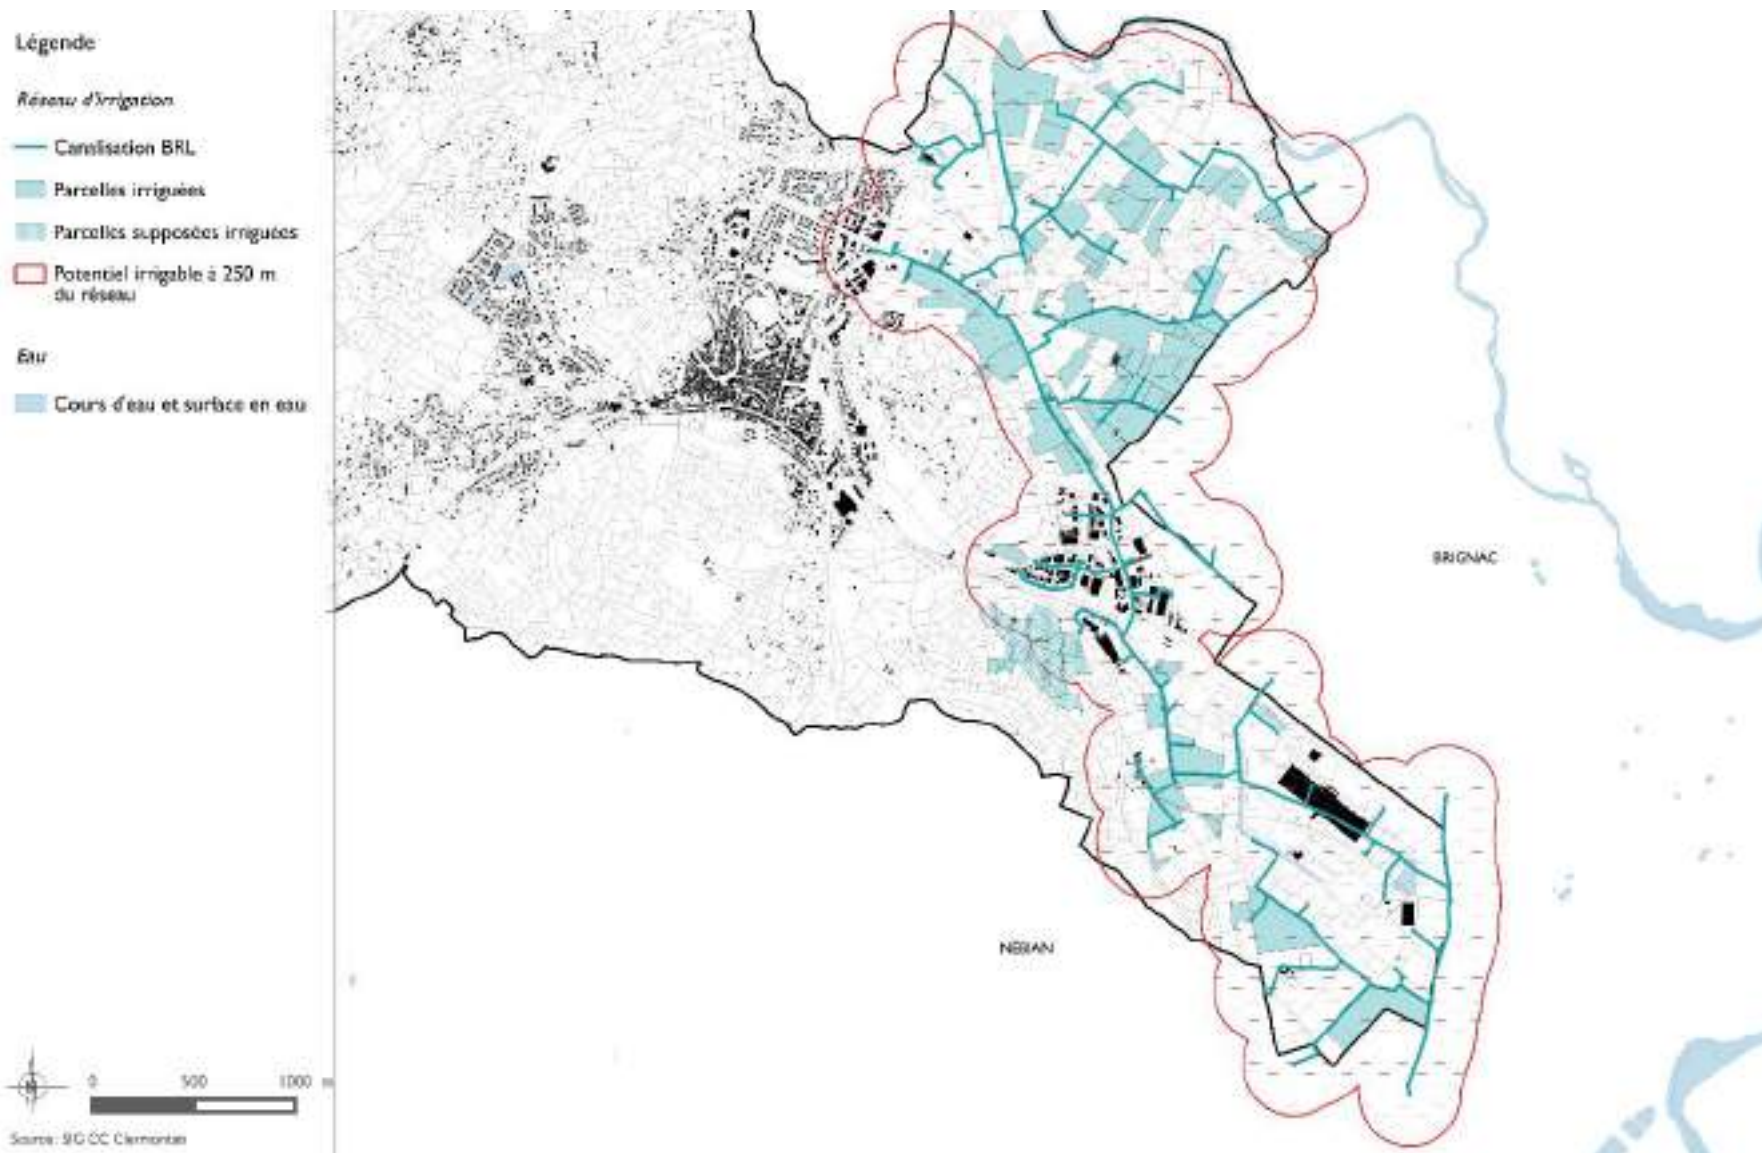 Légende
Réseau d'irrigation
Canalisation BRL
Parcelles irriguées
Parcelles supposées irriguées
Potentiel irrigable à 250 m
du réseau
Eau
Cours d'eau et surface en eau
BRIGNAC
NEBIAN
N
0 500 1000 m
Source: SIG CC Clermontais